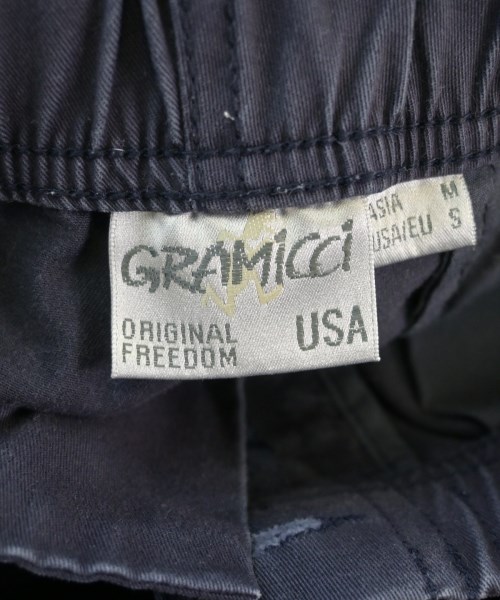 GRAMICCI
ORIGINAL
FREEDOM
USA
ASIA M
USA/EU S